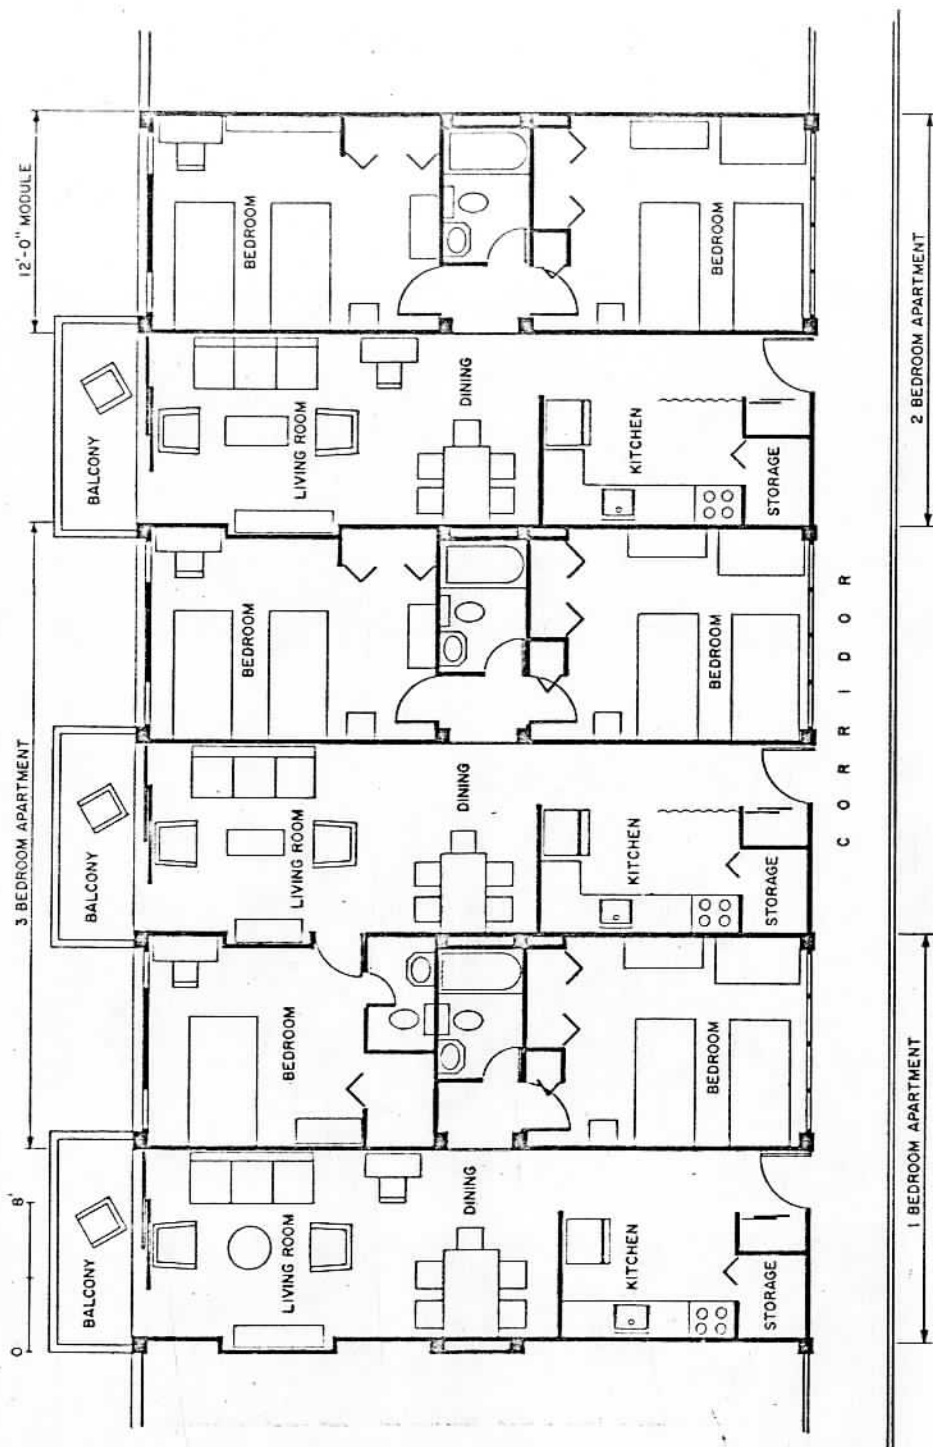 0 8'
3 BEDROOM APARTMENT
12'-0" MODULE
BALCONY
BALCONY
BALCONY
LIVING ROOM
BEDROOM
LIVING ROOM
BEDROOM
LIVING ROOM
BEDROOM
DINING
DINING
DINING
KITCHEN
KITCHEN
KITCHEN
BEDROOM
BEDROOM
BEDROOM
STORAGE
STORAGE
STORAGE
C O R R I D O R
1 BEDROOM APARTMENT
2 BEDROOM APARTMENT